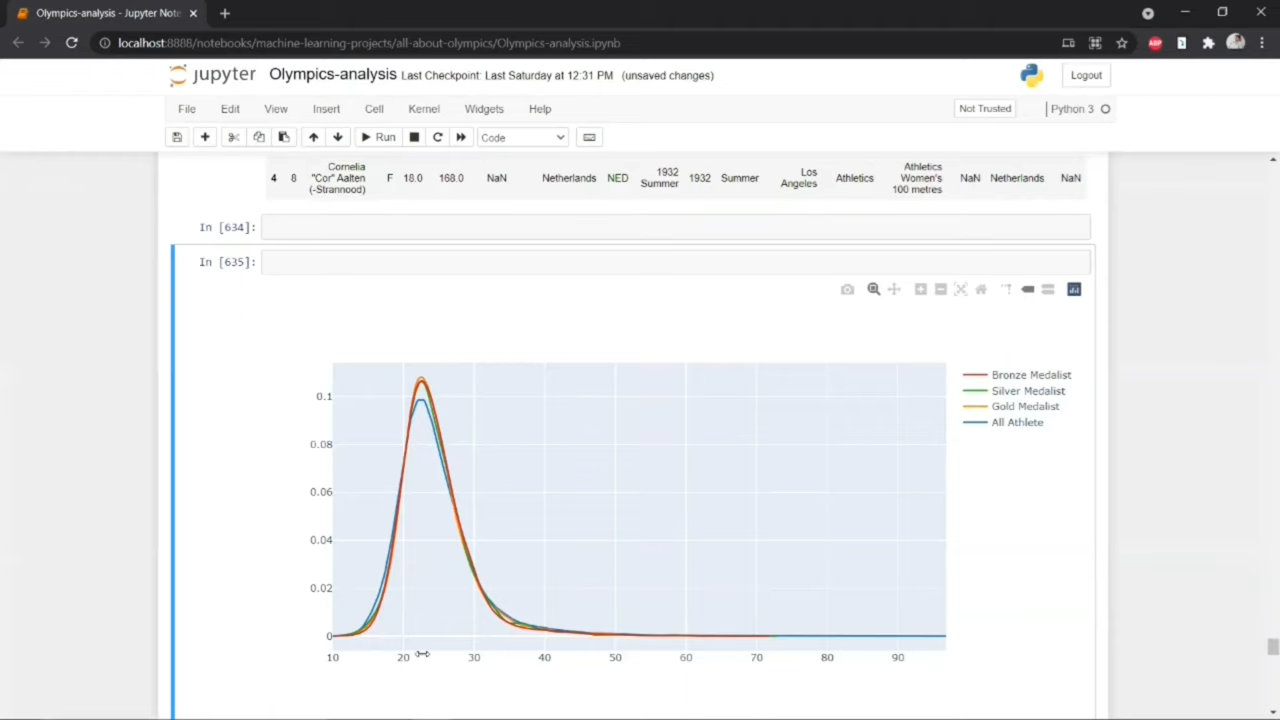 Olympics-analysis - Jupyter Note
localhost:8888/notebooks/machine-learning-projects/all-about-olympics/Olympics-analysis.ipynb
ABP
jupyter Olympics-analysis Last Checkpoint: Last Saturday at 12:31 PM (unsaved changes)
Logout
File Edit View Insert Cell Kernel Widgets Help
Not Trusted
Python 3
Run
Code
4 8 Cornelia "Cor" Aalten (-Strannood) F 18.0 168.0 NaN Netherlands NED 1932 Summer 1932 Summer Los Angeles Athletics Athletics Women's 100 metres NaN Netherlands NaN
In [634]:
In [635]:
Bronze Medalist
Silver Medalist
Gold Medalist
All Athlete
0.1
0.08
0.06
0.04
0.02
0
10 20 30 40 50 60 70 80 90